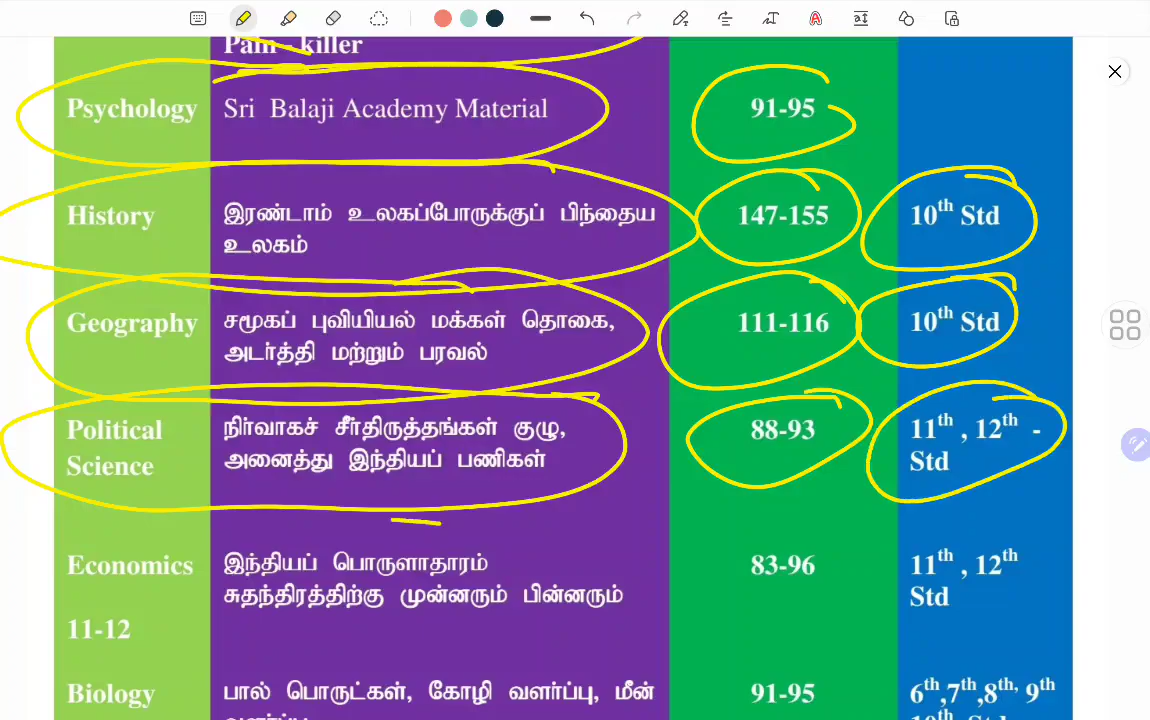 Pain - killer
Psychology Sri Balaji Academy Material 91-95
History இரண்டாம் உலகப்போருக்குப் பிந்தைய உலகம் 147-155 10th Std
Geography சமூகப் புவியியல் மக்கள் தொகை, அடர்த்தி மற்றும் பரவல் 111-116 10th Std
Political Science நிர்வாகச் சீர்திருத்தங்கள் குழு, அனைத்து இந்தியப் பணிகள் 88-93 11th , 12th - Std
Economics 11-12 இந்தியப் பொருளாதாரம் சுதந்திரத்திற்கு முன்னரும் பின்னரும் 83-96 11th , 12th Std
Biology பால் பொருட்கள், கோழி வளர்ப்பு, மீன் 91-95 6th,7th,8th, 9th